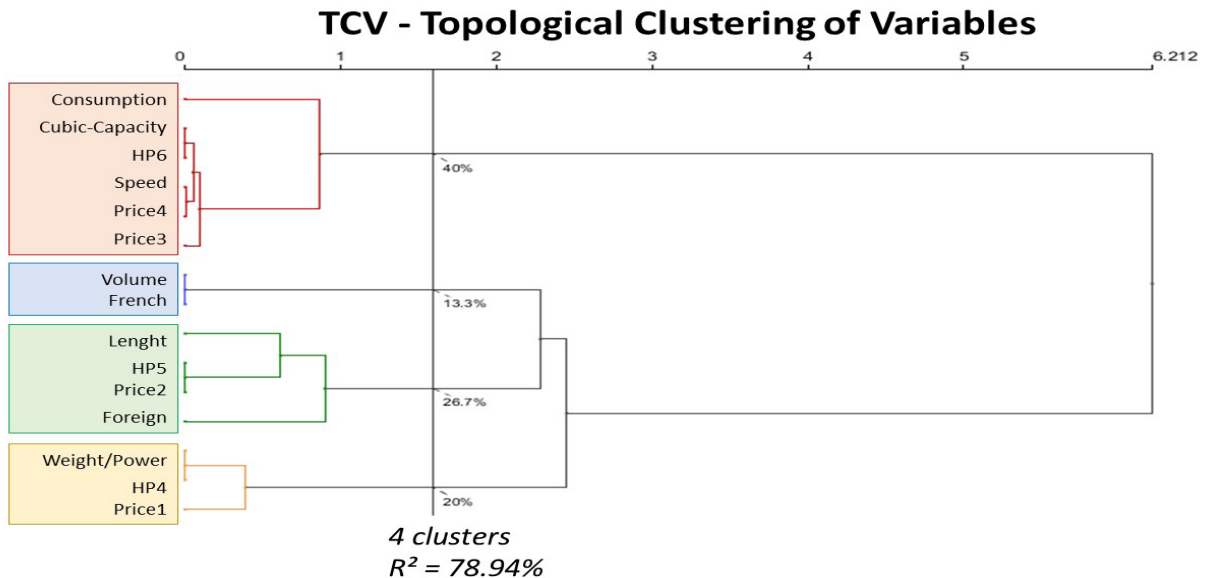 TCV - Topological Clustering of Variables
0 1 2 3 4 5 6.212
Consumption
Cubic-Capacity
HP6
40%
Speed
Price4
Price3
Volume
French
13.3%
Lenght
HP5
Price2
26.7%
Foreign
Weight/Power
HP4
20%
Price1
4 clusters
R² = 78.94%